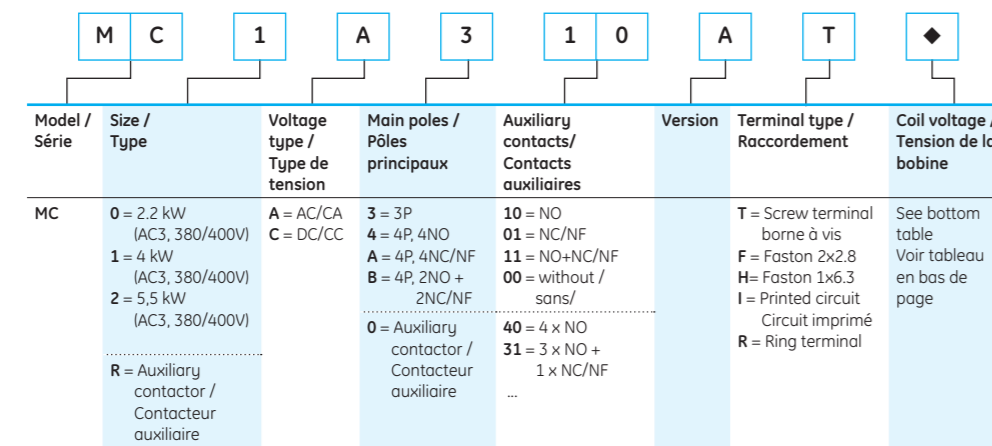 M C 1 A 3 1 0 A T ◆
Model /
Série
Size /
Type
Voltage
type /
Type de
tension
Main poles /
Pôles
principaux
Auxiliary
contacts/
Contacts
auxiliaires
Version
Terminal type /
Raccordement
Coil voltage /
Tension de la
bobine
MC
0 = 2.2 kW
(AC3, 380/400V)
1 = 4 kW
(AC3, 380/400V)
2 = 5,5 kW
(AC3, 380/400V)
R = Auxiliary
contactor /
Contacteur
auxiliaire
A = AC/CA
C = DC/CC
3 = 3P
4 = 4P, 4NO
A = 4P, 4NC/NF
B = 4P, 2NO +
2NC/NF
0 = Auxiliary
contactor /
Contacteur
auxiliaire
10 = NO
01 = NC/NF
11 = NO+NC/NF
00 = without /
sans/
40 = 4 x NO
31 = 3 x NO +
1 x NC/NF
...
T = Screw terminal
borne à vis
F = Faston 2x2.8
H= Faston 1x6.3
I = Printed circuit
Circuit imprimé
R = Ring terminal
See bottom
table
Voir tableau
en bas de
page